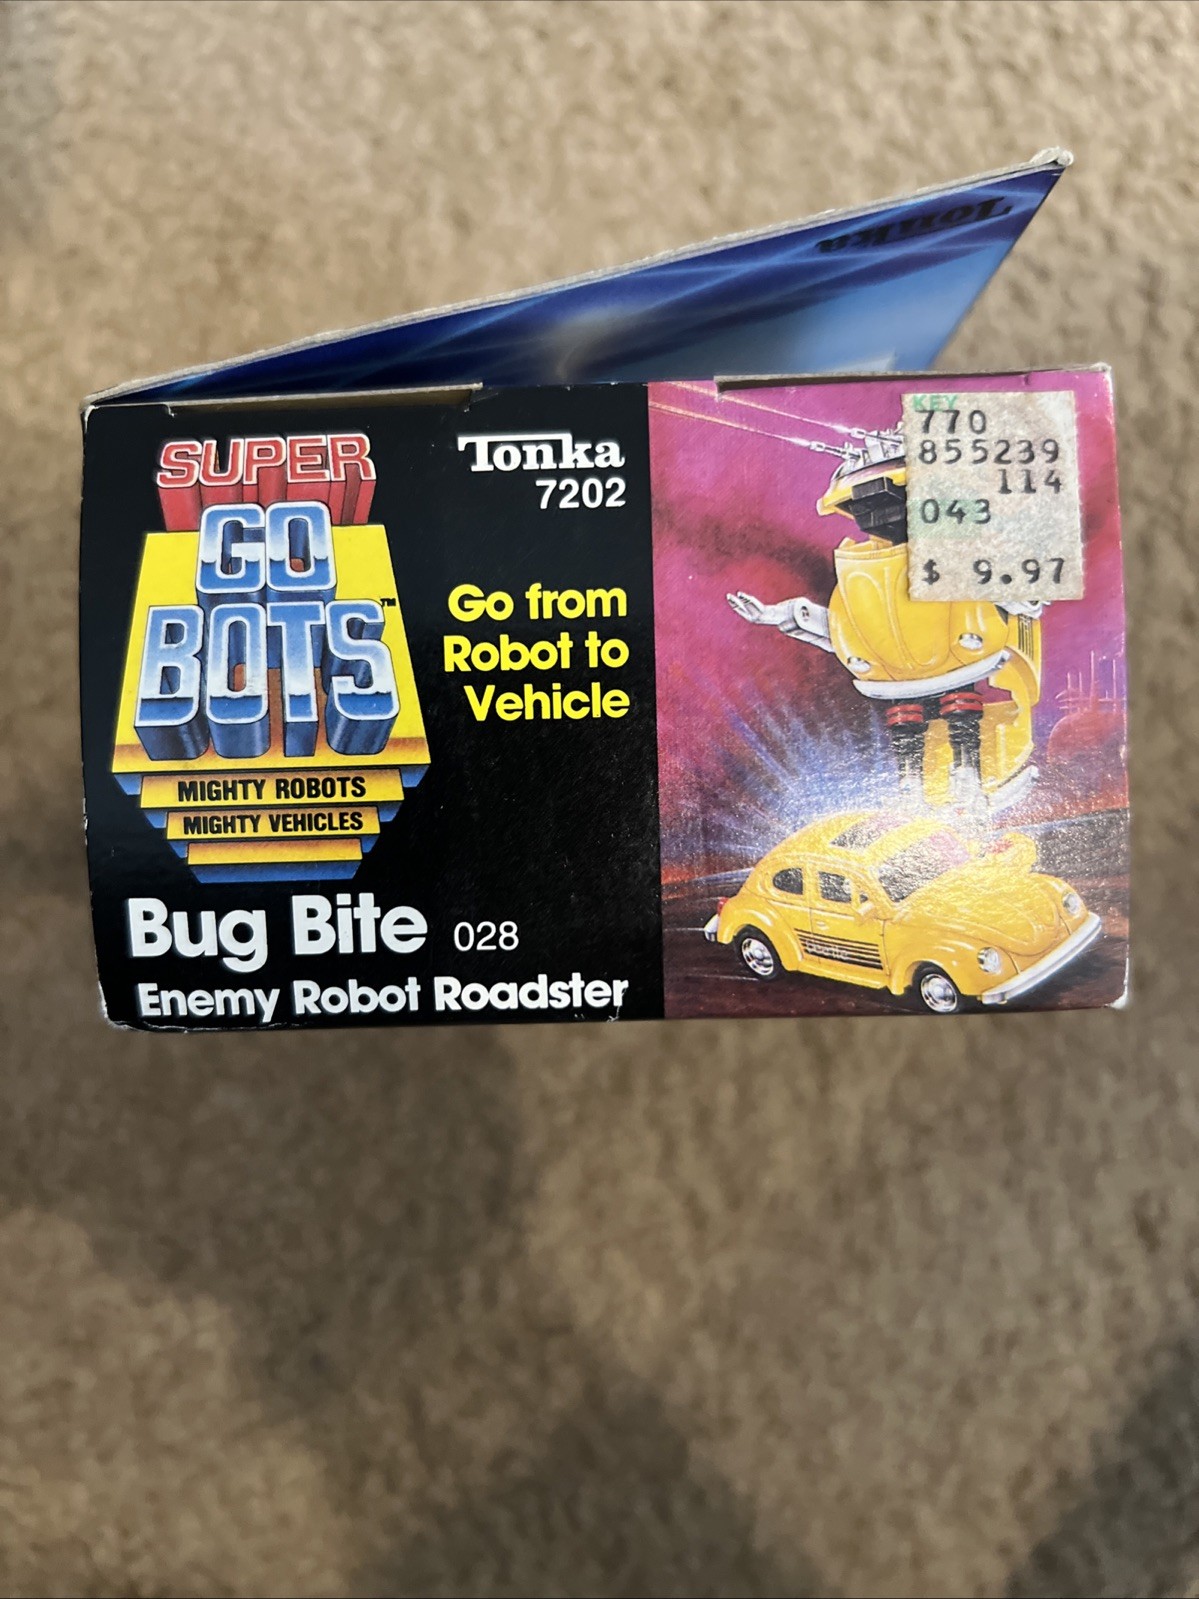 Tonka
SUPER
GO
BOTS™
MIGHTY ROBOTS
MIGHTY VEHICLES
Tonka
7202
Go from
Robot to
Vehicle
Bug Bite 028
Enemy Robot Roadster
KEY
770
855239
114
043
$ 9.97